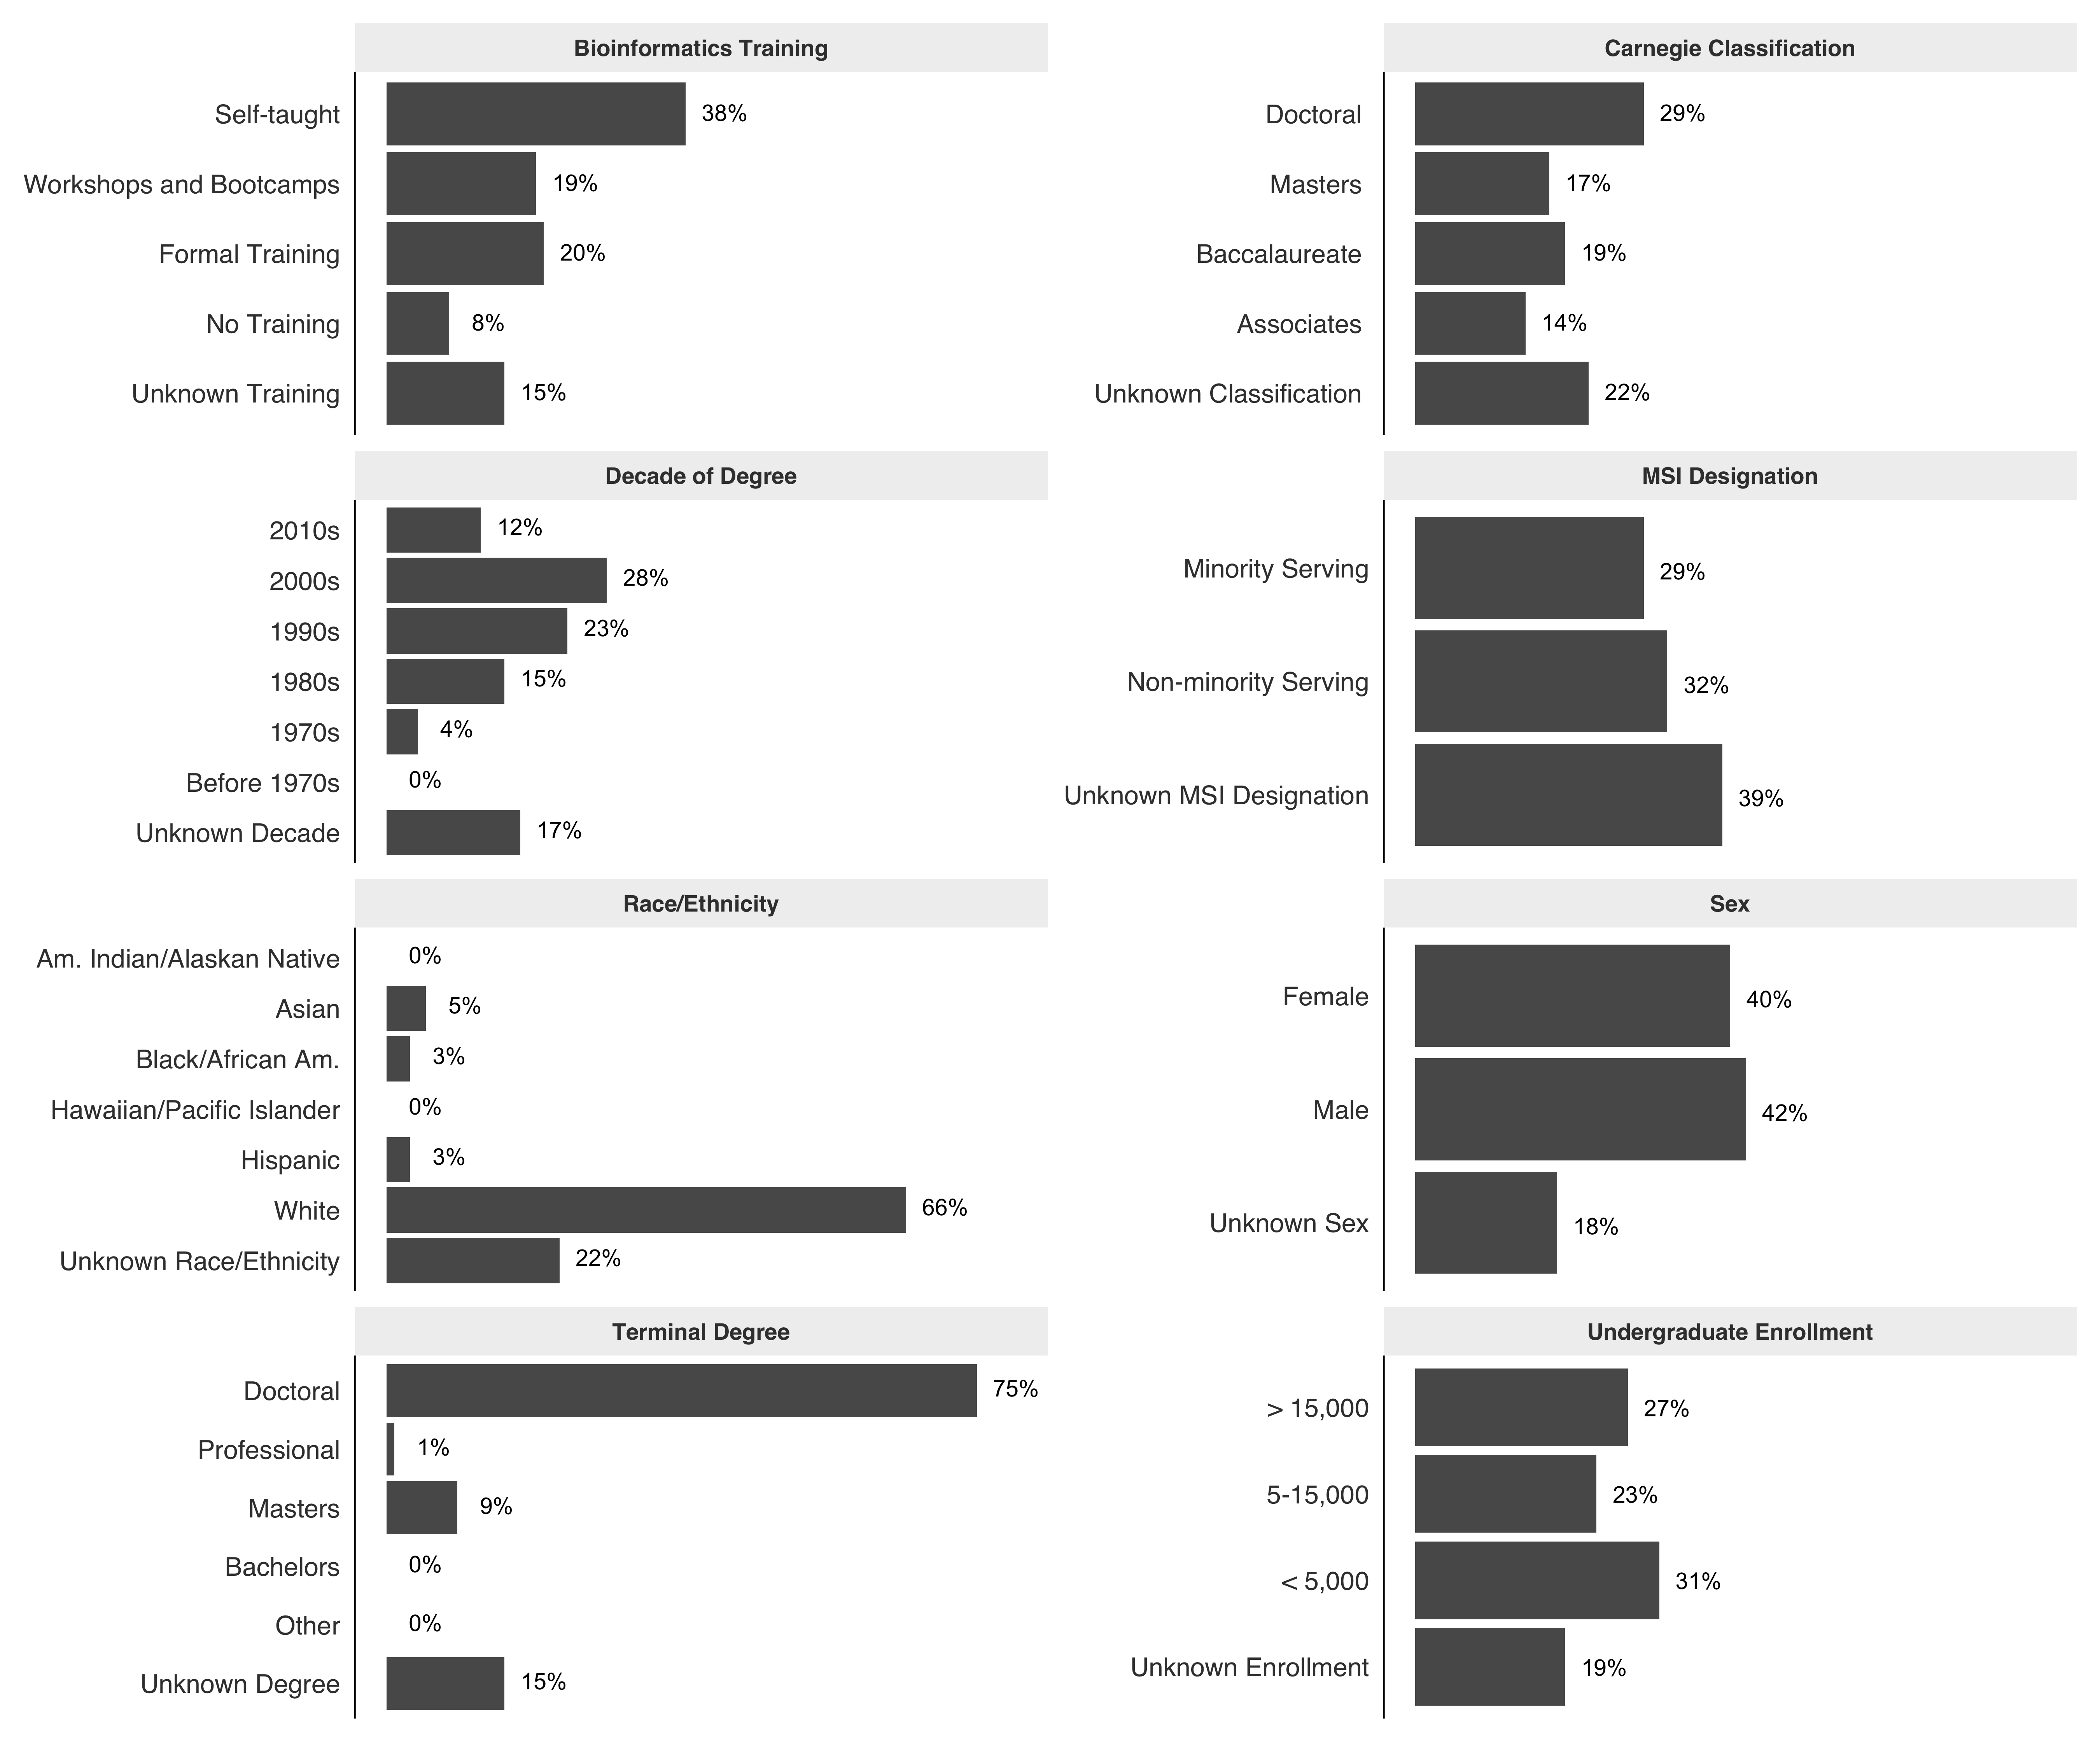 Bioinformatics Training
Self-taught 38%
Workshops and Bootcamps 19%
Formal Training 20%
No Training 8%
Unknown Training 15%
Carnegie Classification
Doctoral 29%
Masters 17%
Baccalaureate 19%
Associates 14%
Unknown Classification 22%
Decade of Degree
2010s 12%
2000s 28%
1990s 23%
1980s 15%
1970s 4%
Before 1970s 0%
Unknown Decade 17%
MSI Designation
Minority Serving 29%
Non-minority Serving 32%
Unknown MSI Designation 39%
Race/Ethnicity
Am. Indian/Alaskan Native 0%
Asian 5%
Black/African Am. 3%
Hawaiian/Pacific Islander 0%
Hispanic 3%
White 66%
Unknown Race/Ethnicity 22%
Sex
Female 40%
Male 42%
Unknown Sex 18%
Terminal Degree
Doctoral 75%
Professional 1%
Masters 9%
Bachelors 0%
Other 0%
Unknown Degree 15%
Undergraduate Enrollment
> 15,000 27%
5-15,000 23%
< 5,000 31%
Unknown Enrollment 19%